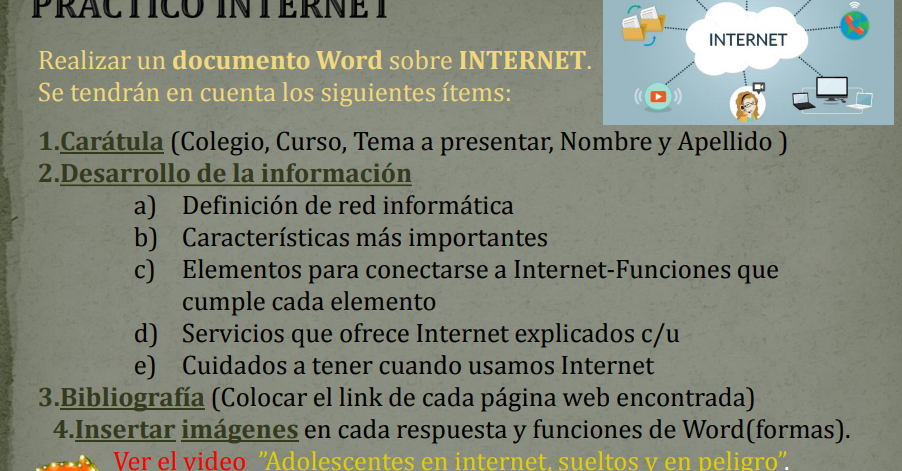 PRÁCTICO INTERNET
INTERNET
Realizar un documento Word sobre INTERNET.
Se tendrán en cuenta los siguientes ítems:
1.Carátula (Colegio, Curso, Tema a presentar, Nombre y Apellido )
2.Desarrollo de la información
a) Definición de red informática
b) Características más importantes
c) Elementos para conectarse a Internet-Funciones que
cumple cada elemento
d) Servicios que ofrece Internet explicados c/u
e) Cuidados a tener cuando usamos Internet
3.Bibliografía (Colocar el link de cada página web encontrada)
4.Insertar imágenes en cada respuesta y funciones de Word(formas).
Ver el video "Adolescentes en internet, sueltos y en peligro".